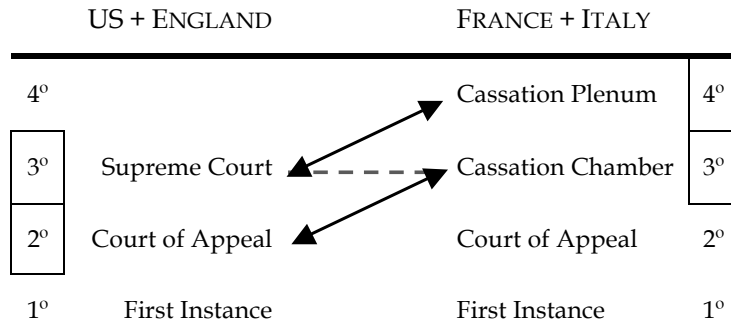 US + ENGLAND FRANCE + ITALY
4º Cassation Plenum 4º
3º Supreme Court Cassation Chamber 3º
2º Court of Appeal Court of Appeal 2º
1º First Instance First Instance 1º